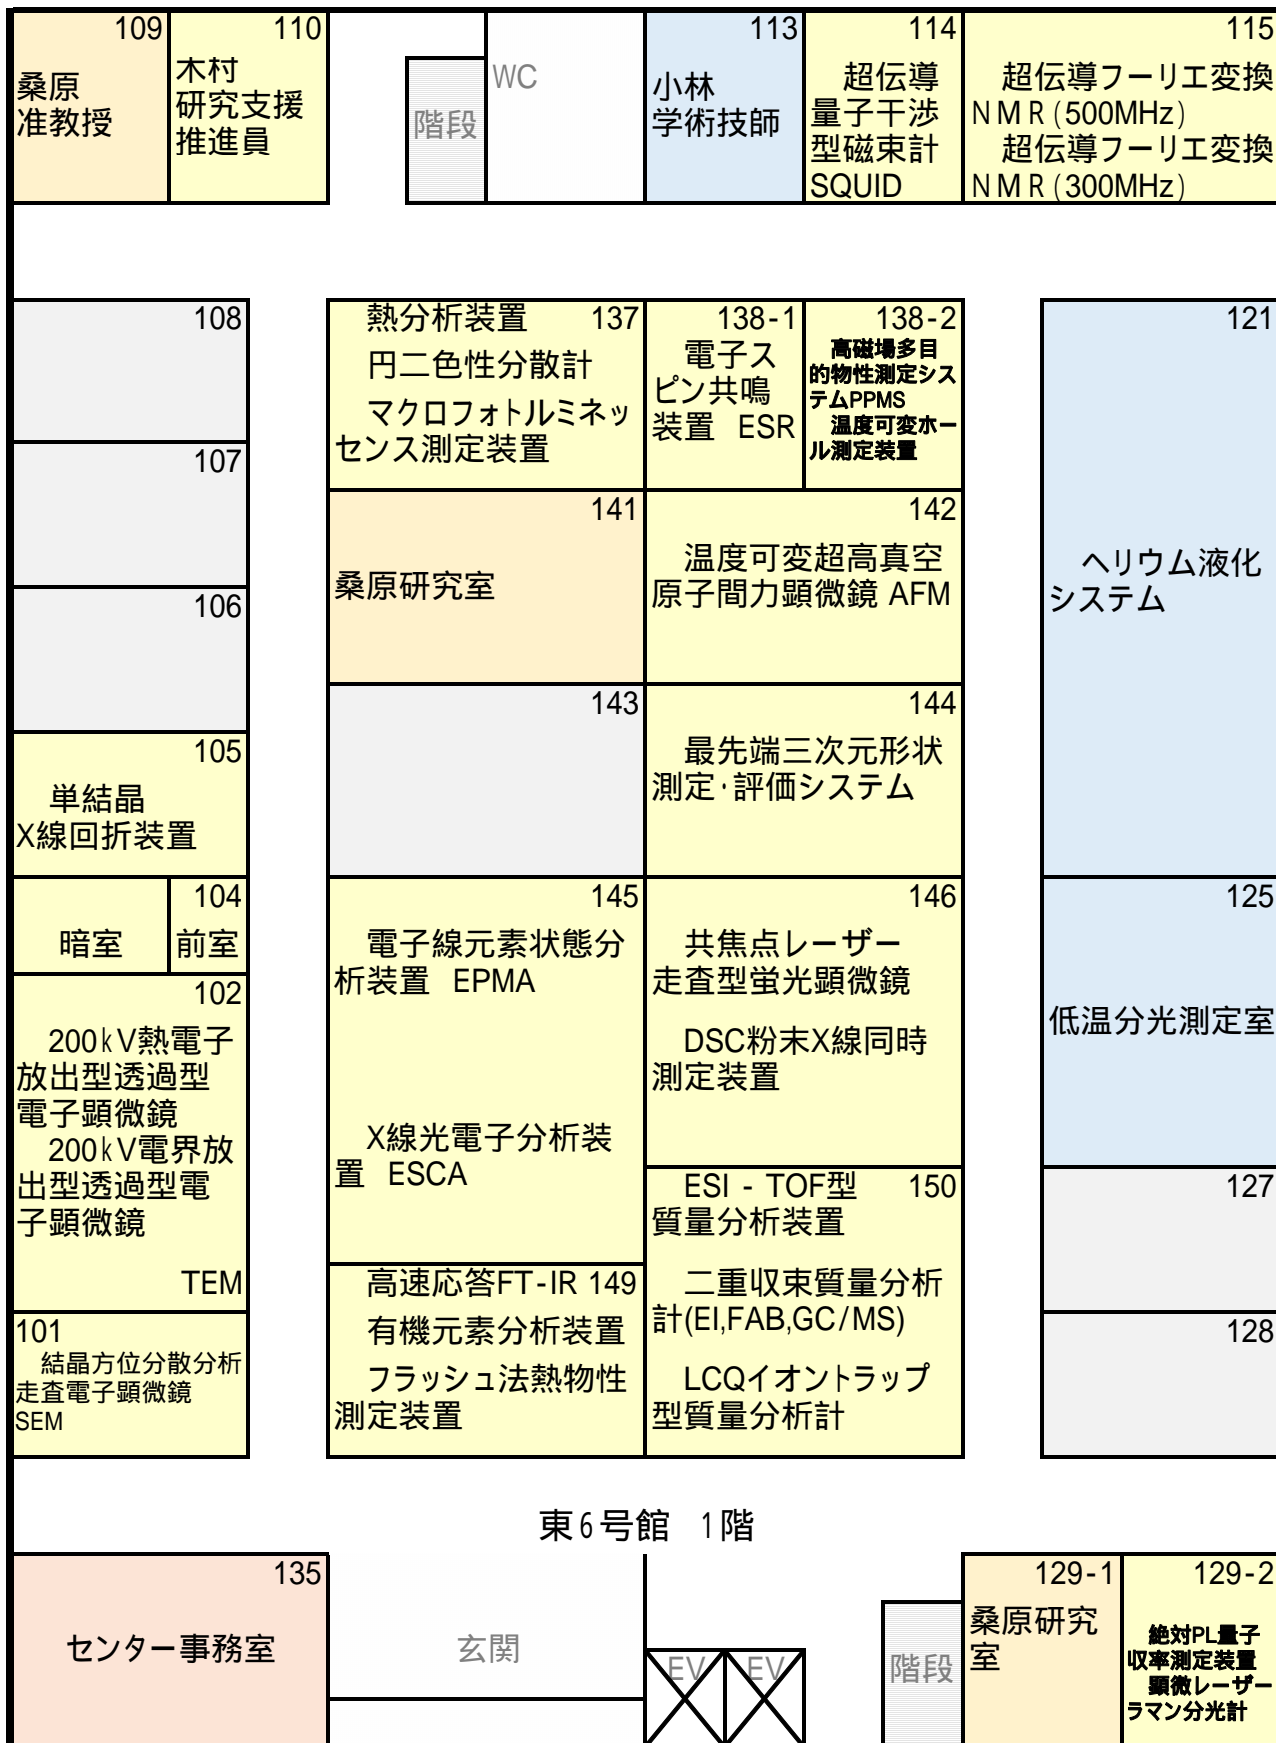 109
桑原
准教授
110
木村
研究支援
推進員
階段
WC
113
小林
学術技師
114
超伝導
量子干渉
型磁束計
SQUID
115
超伝導フーリエ変換
NMR(500MHz)
超伝導フーリエ変換
NMR(300MHz)
108
107
106
105
単結晶
X線回折装置
暗室
104
前室
102
200kV熱電子
放出型透過型
電子顕微鏡
200kV電界放
出型透過型電
子顕微鏡
TEM
101
結晶方位分散分析
走査電子顕微鏡
SEM
熱分析装置 137
円二色性分散計
マクロフォトルミネッ
センス測定装置
138-1
電子ス
ピン共鳴
装置 ESR
138-2
高磁場多目
的物性測定シス
テムPPMS
温度可変ホー
ル測定装置
141
桑原研究室
142
温度可変超高真空
原子間力顕微鏡 AFM
143
144
最先端三次元形状
測定・評価システム
145
電子線元素状態分
析装置 EPMA
X線光電子分析装
置 ESCA
146
共焦点レーザー
走査型蛍光顕微鏡
DSC粉末X線同時
測定装置
高速応答FT-IR 149
有機元素分析装置
フラッシュ法熱物性
測定装置
ESI - TOF型 150
質量分析装置
二重収束質量分析
計(EI,FAB,GC/MS)
LCQイオントラップ
型質量分析計
121
ヘリウム液化
システム
125
低温分光測定室
127
128
東6号館 1階
135
センター事務室
玄関
EV
EV
階段
129-1
桑原研究
室
129-2
絶対PL量子
収率測定装置
顕微レーザー
ラマン分光計